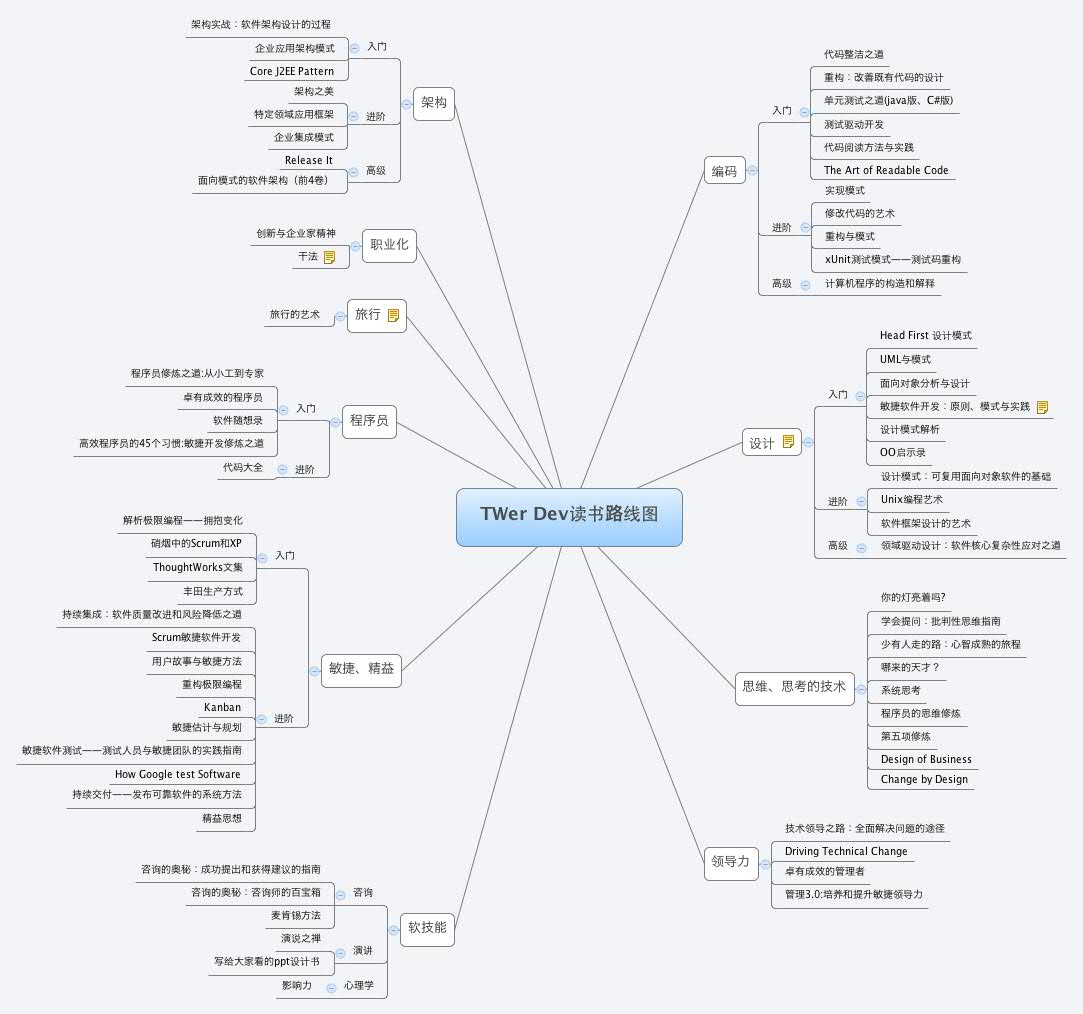 TWer Dev读书路线图
编码
入门
代码整洁之道
重构：改善既有代码的设计
单元测试之道(java版、C#版)
测试驱动开发
代码阅读方法与实践
The Art of Readable Code
进阶
实现模式
修改代码的艺术
重构与模式
xUnit测试模式——测试码重构
高级
计算机程序的构造和解释
设计
入门
Head First 设计模式
UML与模式
面向对象分析与设计
敏捷软件开发：原则、模式与实践
设计模式解析
OO启示录
进阶
设计模式：可复用面向对象软件的基础
Unix编程艺术
软件框架设计的艺术
高级
领域驱动设计：软件核心复杂性应对之道
思维、思考的技术
你的灯亮着吗?
学会提问：批判性思维指南
少有人走的路：心智成熟的旅程
哪来的天才？
系统思考
程序员的思维修炼
第五项修炼
Design of Business
Change by Design
领导力
技术领导之路：全面解决问题的途径
Driving Technical Change
卓有成效的管理者
管理3.0:培养和提升敏捷领导力
架构
入门
架构实战：软件架构设计的过程
企业应用架构模式
Core J2EE Pattern
进阶
架构之美
特定领域应用框架
企业集成模式
高级
Release It
面向模式的软件架构（前4卷）
职业化
创新与企业家精神
干法
旅行
旅行的艺术
程序员
入门
程序员修炼之道:从小工到专家
卓有成效的程序员
软件随想录
高效程序员的45个习惯:敏捷开发修炼之道
进阶
代码大全
敏捷、精益
入门
解析极限编程——拥抱变化
硝烟中的Scrum和XP
ThoughtWorks文集
丰田生产方式
进阶
持续集成：软件质量改进和风险降低之道
Scrum敏捷软件开发
用户故事与敏捷方法
重构极限编程
Kanban
敏捷估计与规划
敏捷软件测试——测试人员与敏捷团队的实践指南
How Google test Software
持续交付——发布可靠软件的系统方法
精益思想
软技能
咨询
咨询的奥秘：成功提出和获得建议的指南
咨询的奥秘：咨询师的百宝箱
麦肯锡方法
演讲
演说之禅
写给大家看的ppt设计书
心理学
影响力